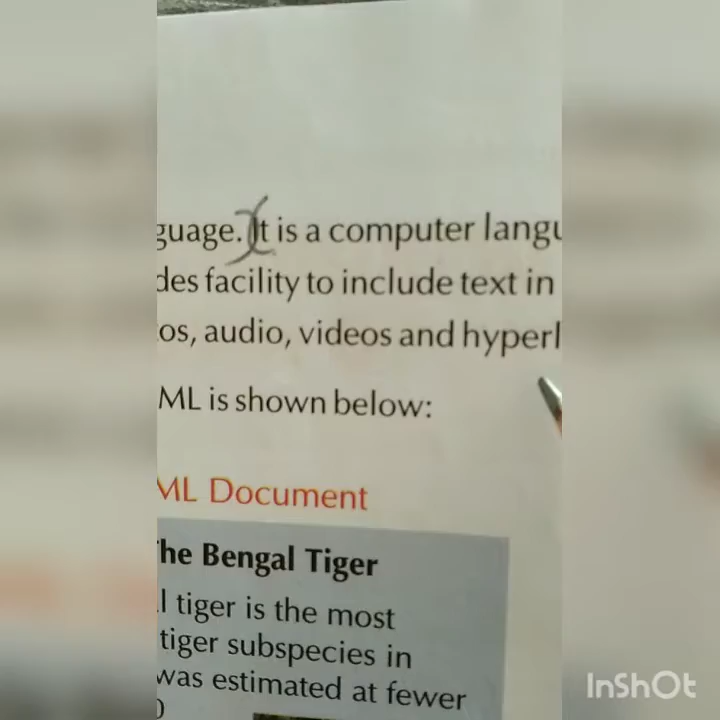 guage. It is a computer langu
des facility to include text in
os, audio, videos and hyperl
ML is shown below:
ML Document
he Bengal Tiger
l tiger is the most
tiger subspecies in
was estimated at fewer
0
InShOt